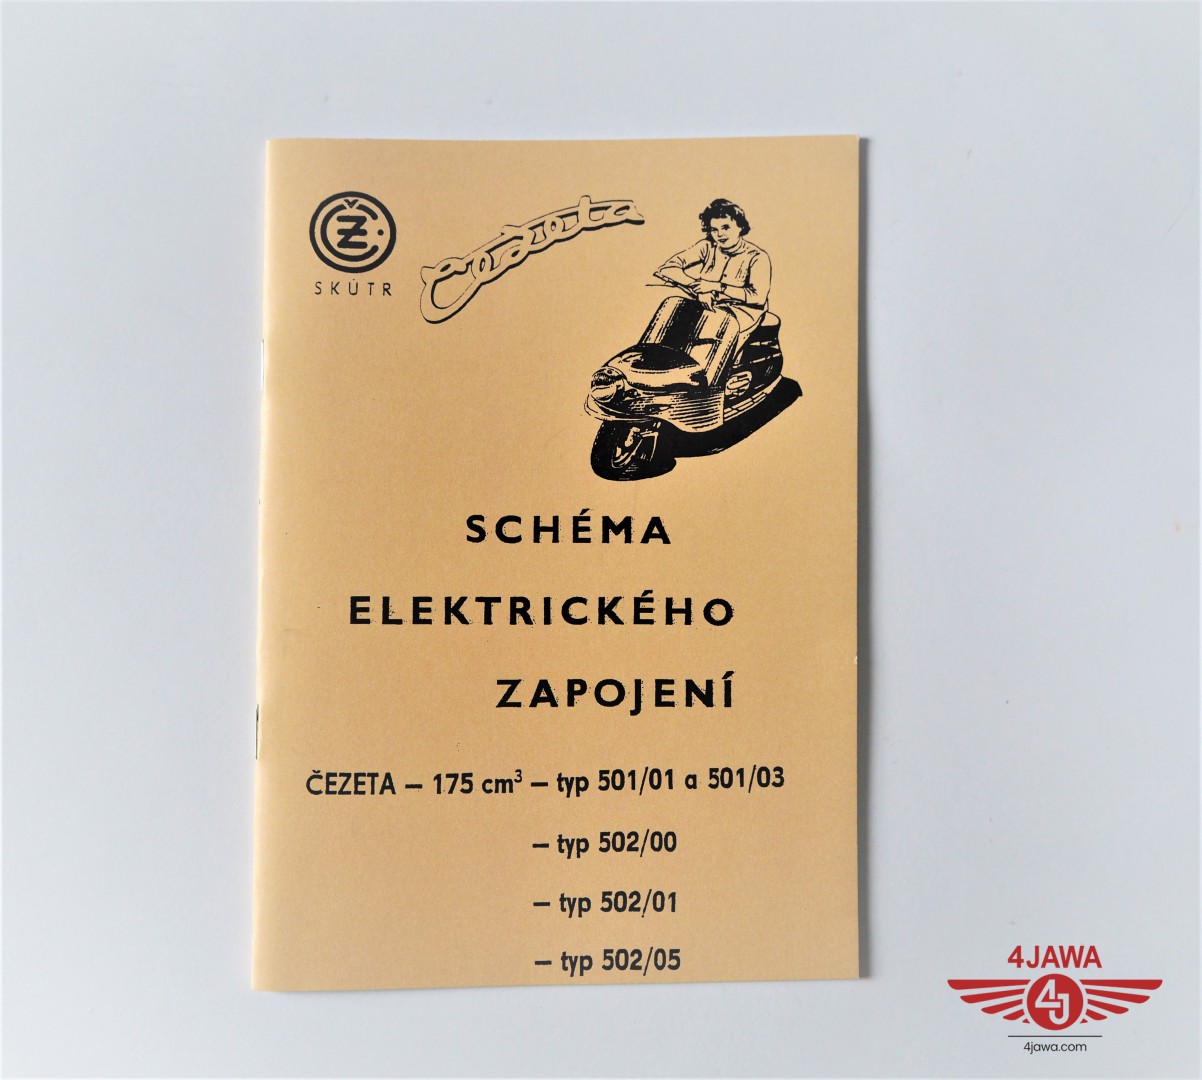 ČZ
SKÚTR
Čezeta
SCHÉMA
ELEKTRICKÉHO
ZAPOJENÍ
ČEZETA – 175 cm³ – typ 501/01 a 501/03
– typ 502/00
– typ 502/01
– typ 502/05
4JAWA
4J
4jawa.com